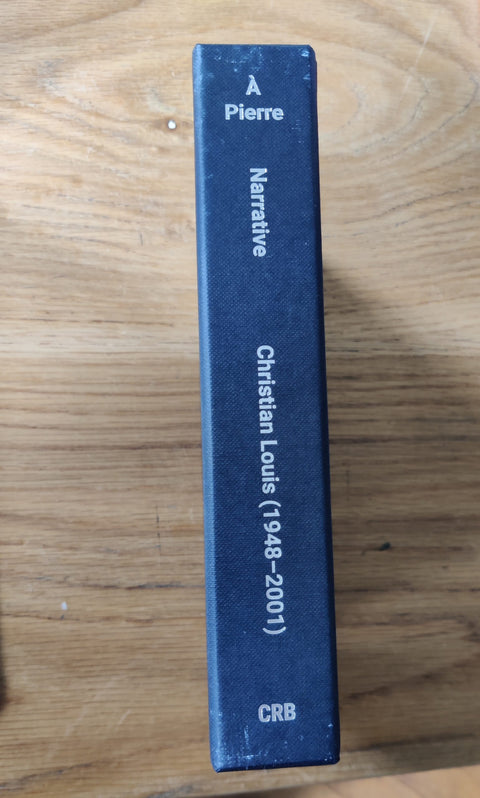 À
Pierre
Narrative
Christian Louis (1948–2001)
CRB